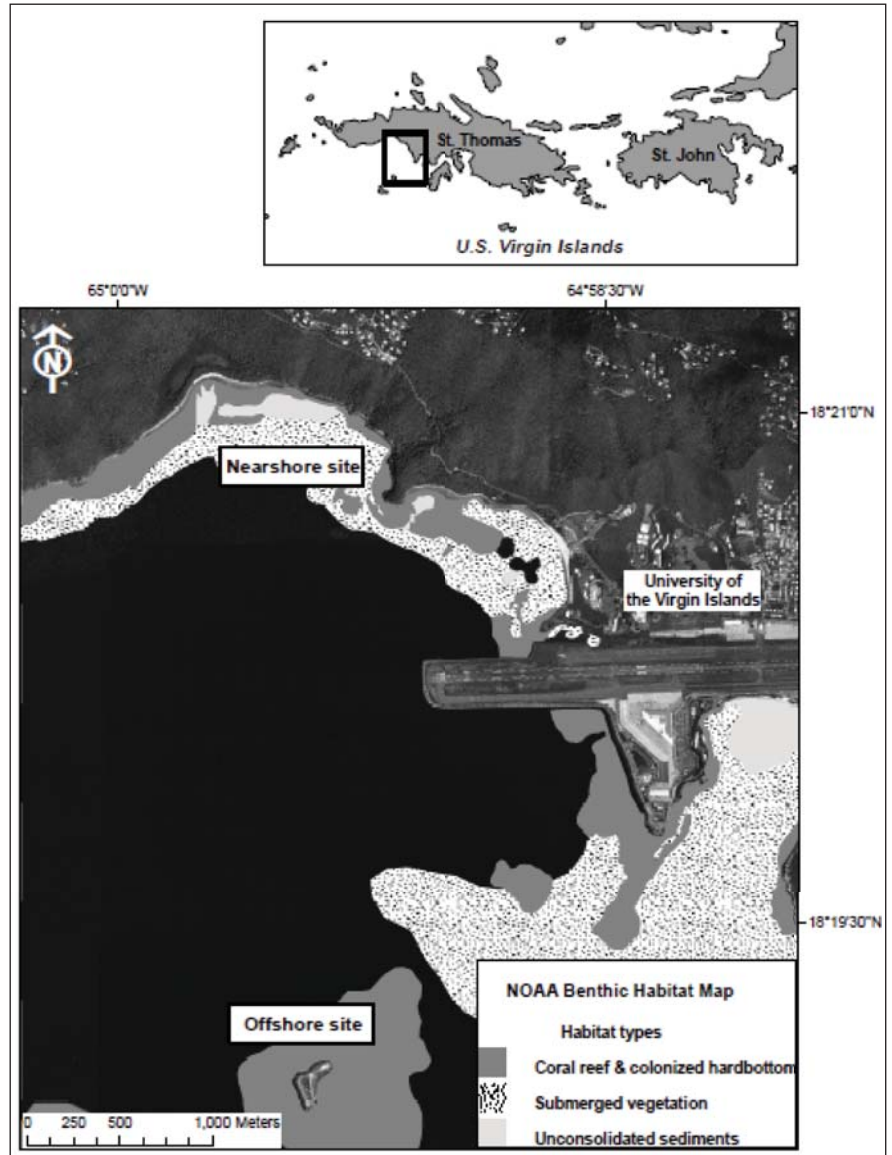 St. Thomas
St. John
U.S. Virgin Islands
65°0'0"W
64°58'30"W
N
18°21'0"N
Nearshore site
University of
the Virgin Islands
18°19'30"N
NOAA Benthic Habitat Map
Habitat types
Offshore site
Coral reef & colonized hardbottom
Submerged vegetation
0 250 500 1,000 Meters
Unconsolidated sediments